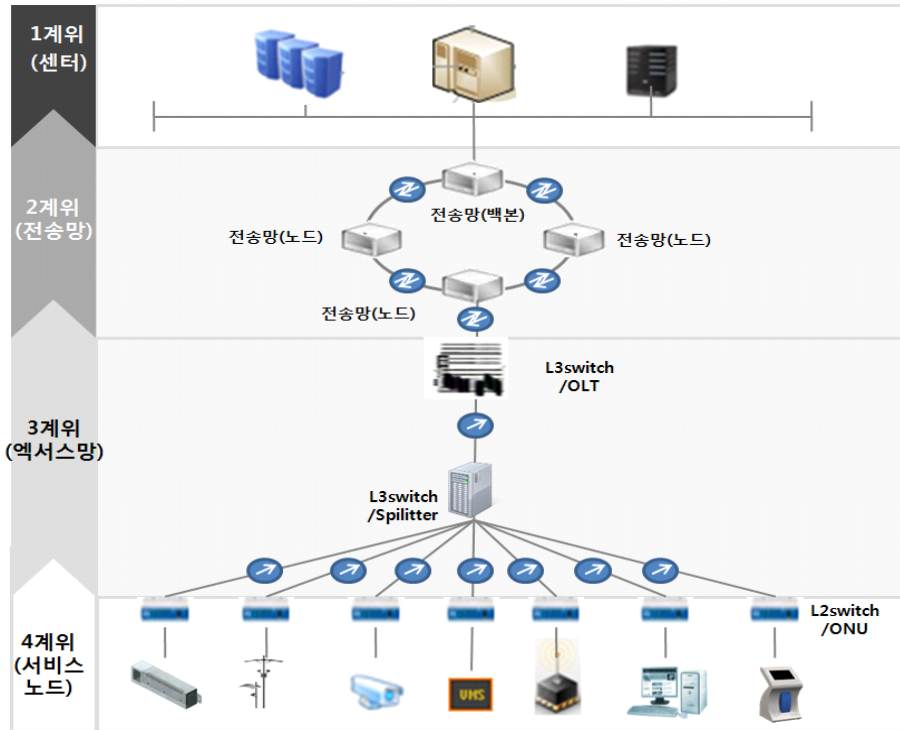 1계위
(센터)
2계위
(전송망)
전송망(백본)
전송망(노드)
전송망(노드)
전송망(노드)
L3switch
/OLT
3계위
(엑서스망)
L3switch
/Spilitter
L2switch
/ONU
4계위
(서비스
노드)
VMS